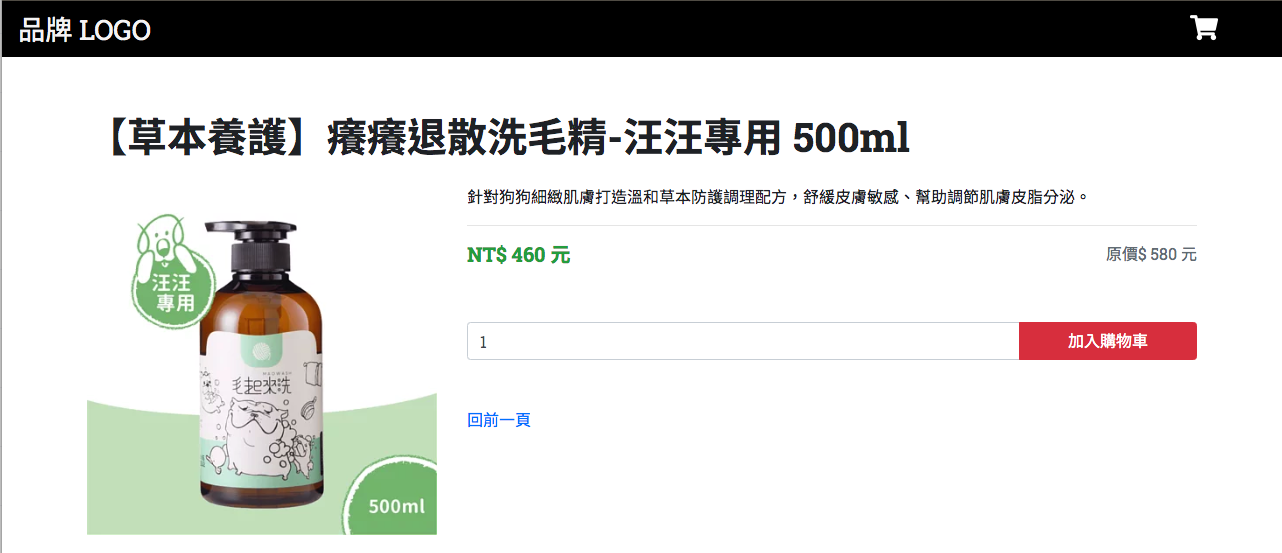 品牌 LOGO
【草本養護】癢癢退散洗毛精-汪汪專用 500ml
針對狗狗細緻肌膚打造溫和草本防護調理配方，舒緩皮膚敏感、幫助調節肌膚皮脂分泌。
NT$ 460 元
原價$ 580 元
1
加入購物車
回前一頁
汪汪
專用
毛起來洗
500ml